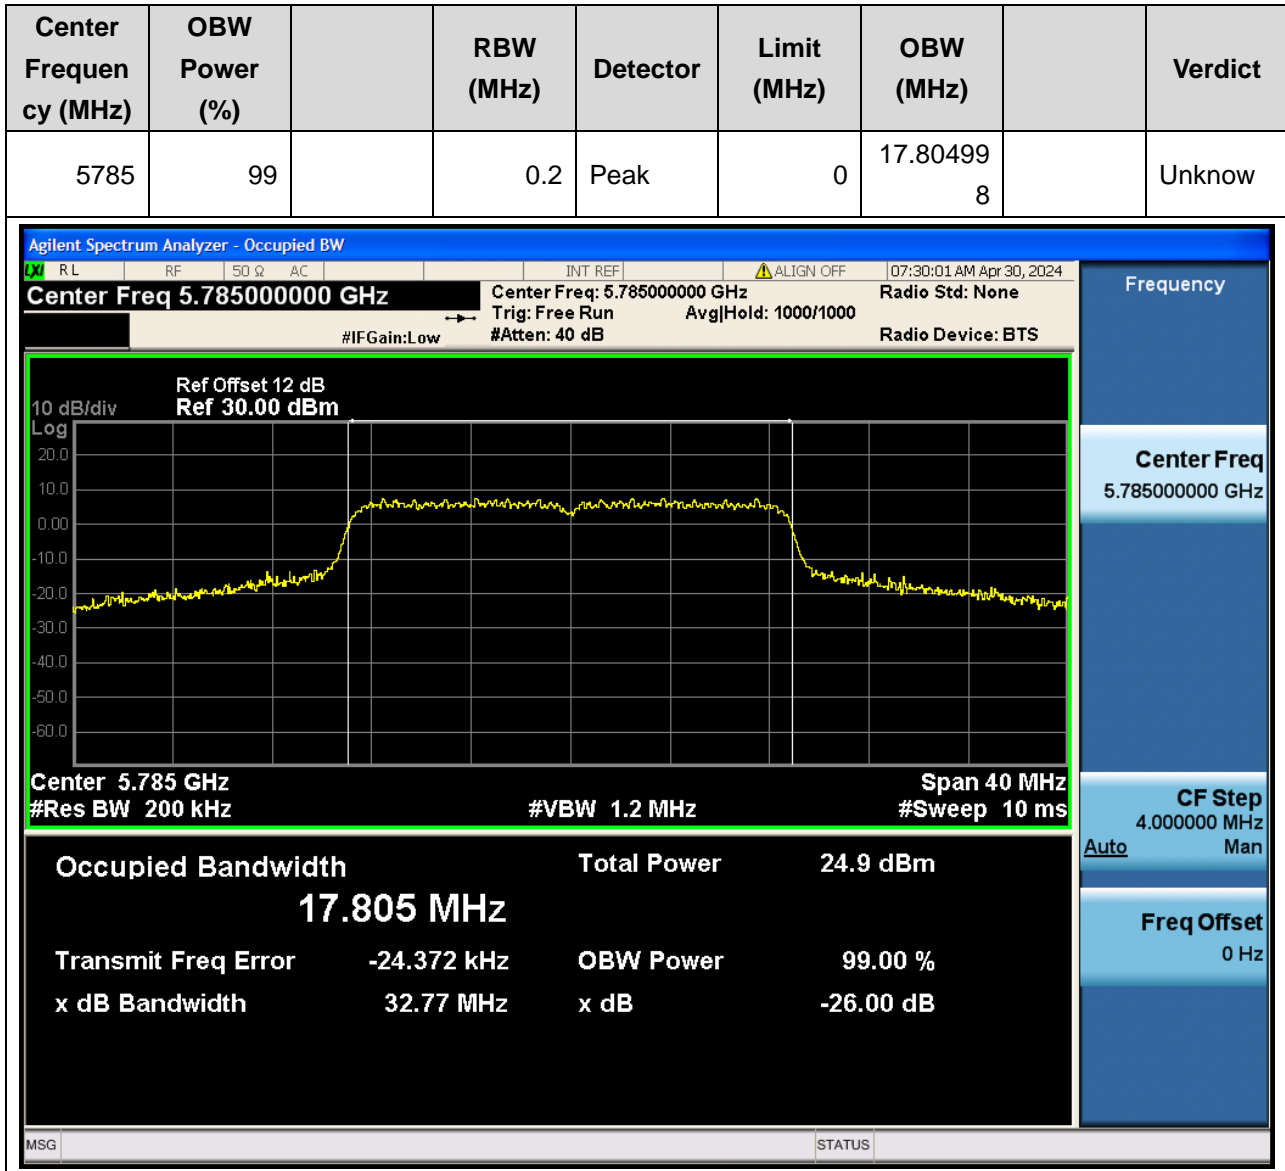 Center Frequen cy (MHz) OBW Power (%) RBW (MHz) Detector Limit (MHz) OBW (MHz) Verdict
5785 99 0.2 Peak 0 17.80499 8 Unknow
Agilent Spectrum Analyzer - Occupied BW
LXI RL RF 50 Ω AC INT REF ALIGN OFF 07:30:01 AM Apr 30, 2024
Center Freq 5.785000000 GHz Center Freq: 5.785000000 GHz Radio Std: None
Trig: Free Run Avg|Hold: 1000/1000
#IFGain:Low #Atten: 40 dB Radio Device: BTS
Ref Offset 12 dB
10 dB/div Ref 30.00 dBm
Log
20.0
10.0
0.00
-10.0
-20.0
-30.0
-40.0
-50.0
-60.0
Center 5.785 GHz Span 40 MHz
#Res BW 200 kHz #VBW 1.2 MHz #Sweep 10 ms
Occupied Bandwidth Total Power 24.9 dBm
17.805 MHz
Transmit Freq Error -24.372 kHz OBW Power 99.00 %
x dB Bandwidth 32.77 MHz x dB -26.00 dB
Frequency
Center Freq
5.785000000 GHz
CF Step
4.000000 MHz
Auto Man
Freq Offset
0 Hz
MSG STATUS